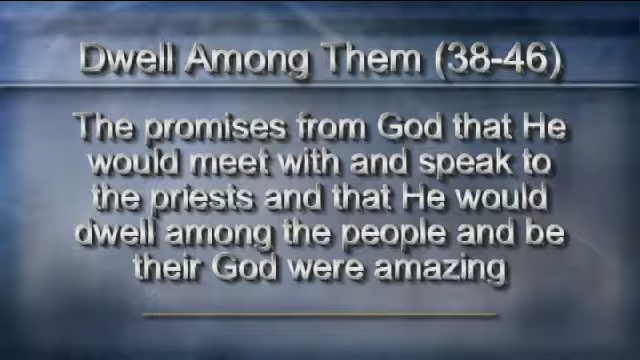 Dwell Among Them (38-46)
The promises from God that He
would meet with and speak to
the priests and that He would
dwell among the people and be
their God were amazing